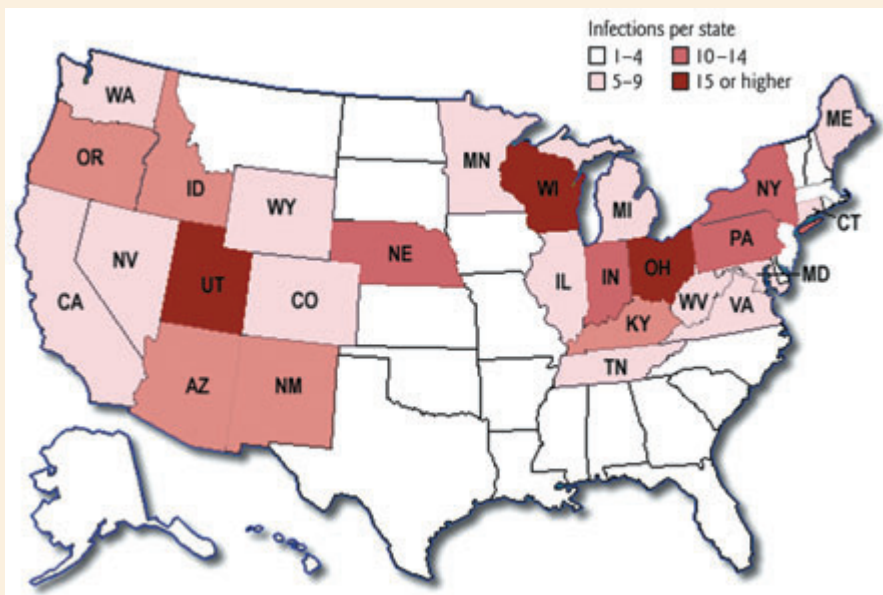 Infections per state
1–4
10–14
5–9
15 or higher
WA
ME
OR
MN
ID
WI
NY
WY
MI
CT
PA
NE
NV
IL
IN
OH
MD
UT
CO
WV
CA
VA
KY
TN
AZ
NM